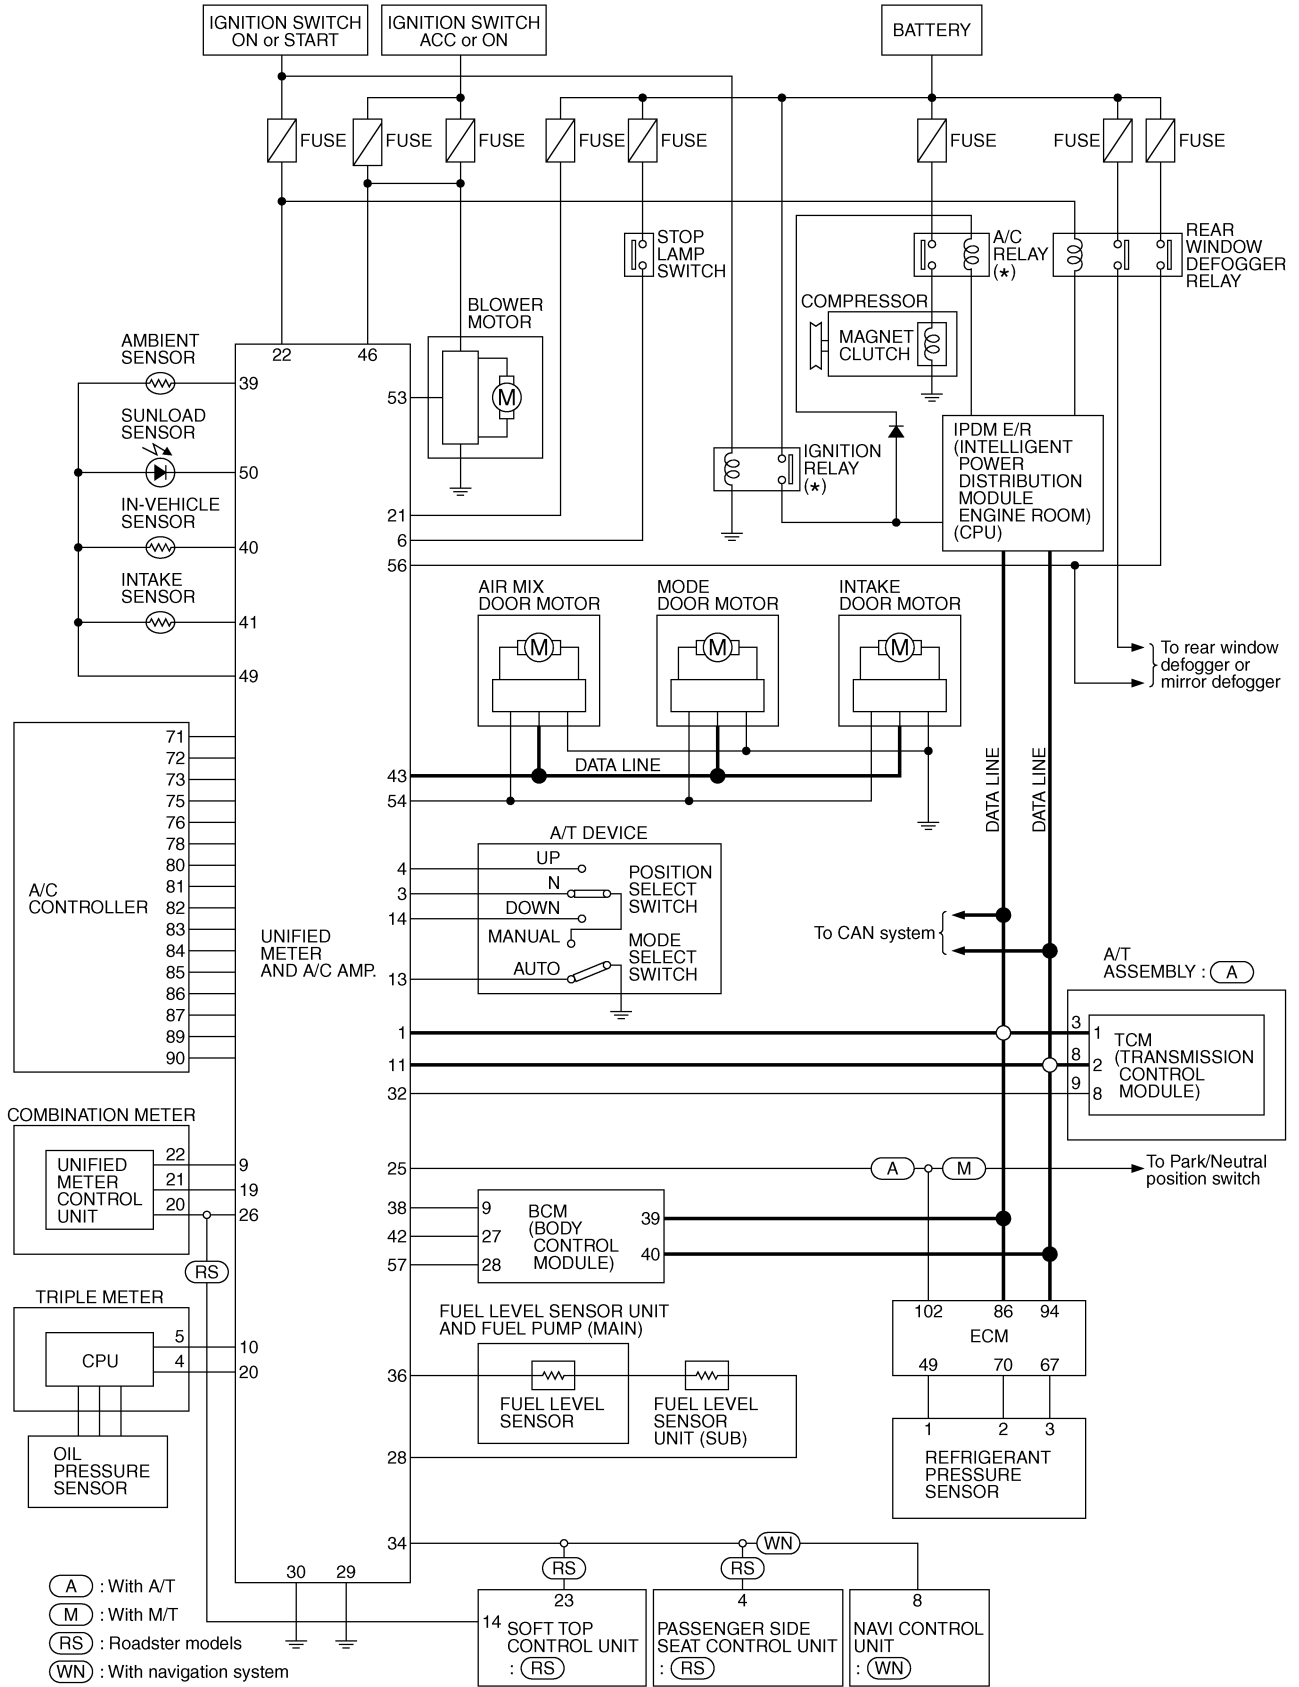 IGNITION SWITCH
ON or START
IGNITION SWITCH
ACC or ON
BATTERY
FUSE
FUSE
FUSE
FUSE
FUSE
FUSE
FUSE
FUSE
STOP
LAMP
SWITCH
A/C
RELAY
(*)
REAR
WINDOW
DEFOGGER
RELAY
BLOWER
MOTOR
M
COMPRESSOR
MAGNET
CLUTCH
22
46
AMBIENT
SENSOR
39
SUNLOAD
SENSOR
50
IN-VEHICLE
SENSOR
40
INTAKE
SENSOR
41
49
53
21
6
56
IGNITION
RELAY
(*)
IPDM E/R
(INTELLIGENT
POWER
DISTRIBUTION
MODULE
ENGINE ROOM)
(CPU)
AIR MIX
DOOR MOTOR
M
MODE
DOOR MOTOR
M
INTAKE
DOOR MOTOR
M
To rear window
defogger or
mirror defogger
DATA LINE
DATA LINE
DATA LINE
43
54
A/C
CONTROLLER
71
72
73
75
76
78
80
81
82
83
84
85
86
87
89
90
UNIFIED
METER
AND A/C AMP.
A/T DEVICE
4
UP
3
N
14
DOWN
MANUAL
13
AUTO
POSITION
SELECT
SWITCH
MODE
SELECT
SWITCH
To CAN system
A/T
ASSEMBLY : A
1
3
1
11
8
2
32
9
8
TCM
(TRANSMISSION
CONTROL
MODULE)
COMBINATION METER
UNIFIED
METER
CONTROL
UNIT
22
9
21
19
20
26
RS
25
A
M
To Park/Neutral
position switch
38
9
42
27
57
28
BCM
(BODY
CONTROL
MODULE)
39
40
TRIPLE METER
CPU
5
10
4
20
OIL
PRESSURE
SENSOR
FUEL LEVEL SENSOR UNIT
AND FUEL PUMP (MAIN)
36
FUEL LEVEL
SENSOR
FUEL LEVEL
SENSOR
UNIT (SUB)
28
102
86
94
ECM
49
70
67
1
2
3
REFRIGERANT
PRESSURE
SENSOR
34
WN
RS
RS
30
29
23
14
SOFT TOP
CONTROL UNIT
: RS
4
PASSENGER SIDE
SEAT CONTROL UNIT
: RS
8
NAVI CONTROL
UNIT
: WN
A : With A/T
M : With M/T
RS : Roadster models
WN : With navigation system